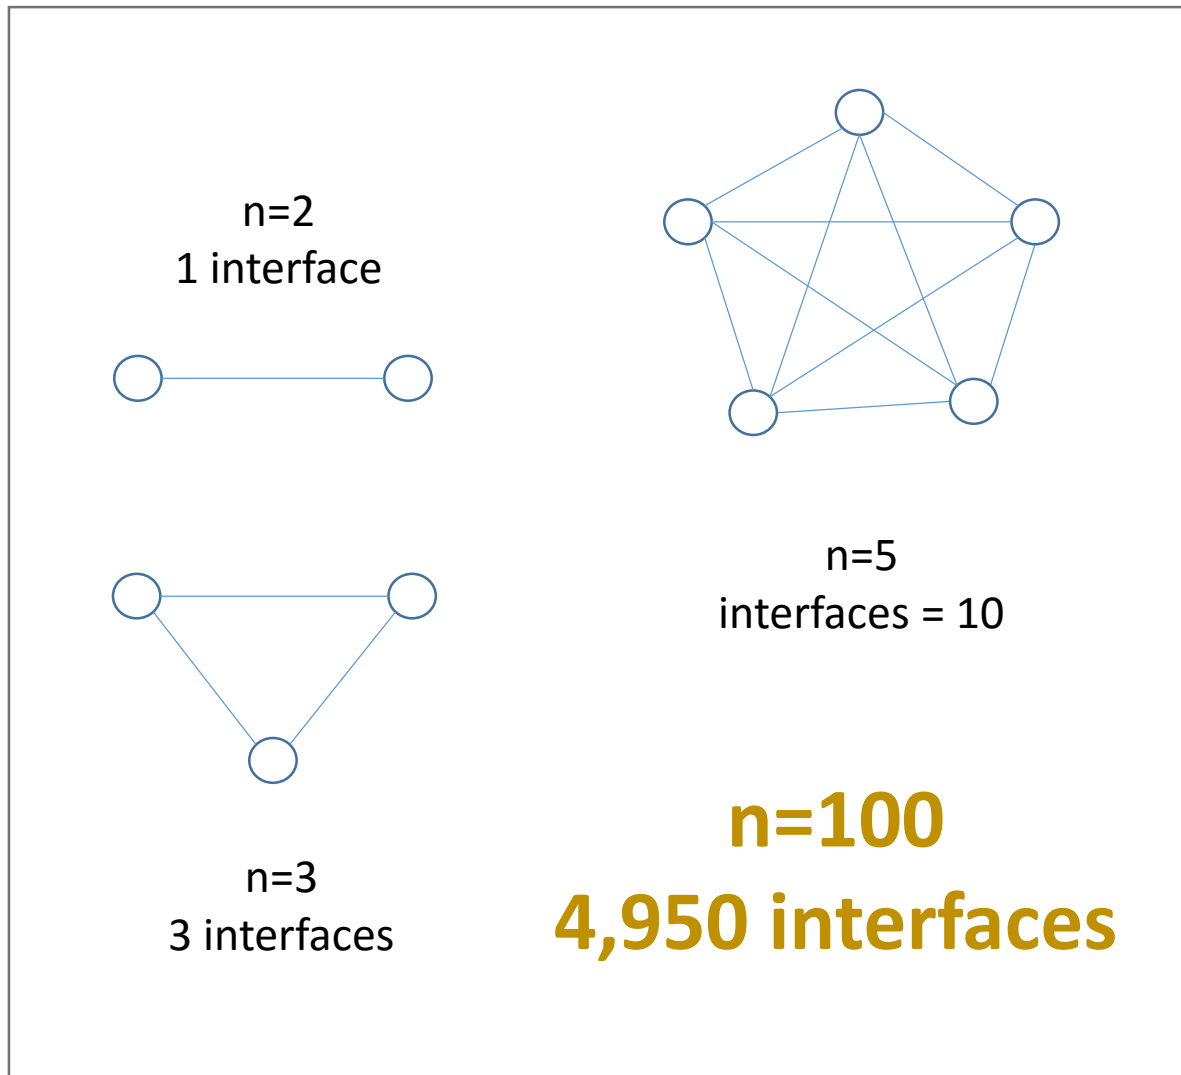 n=2
1 interface
n=3
3 interfaces
n=5
interfaces = 10
n=100
4,950 interfaces